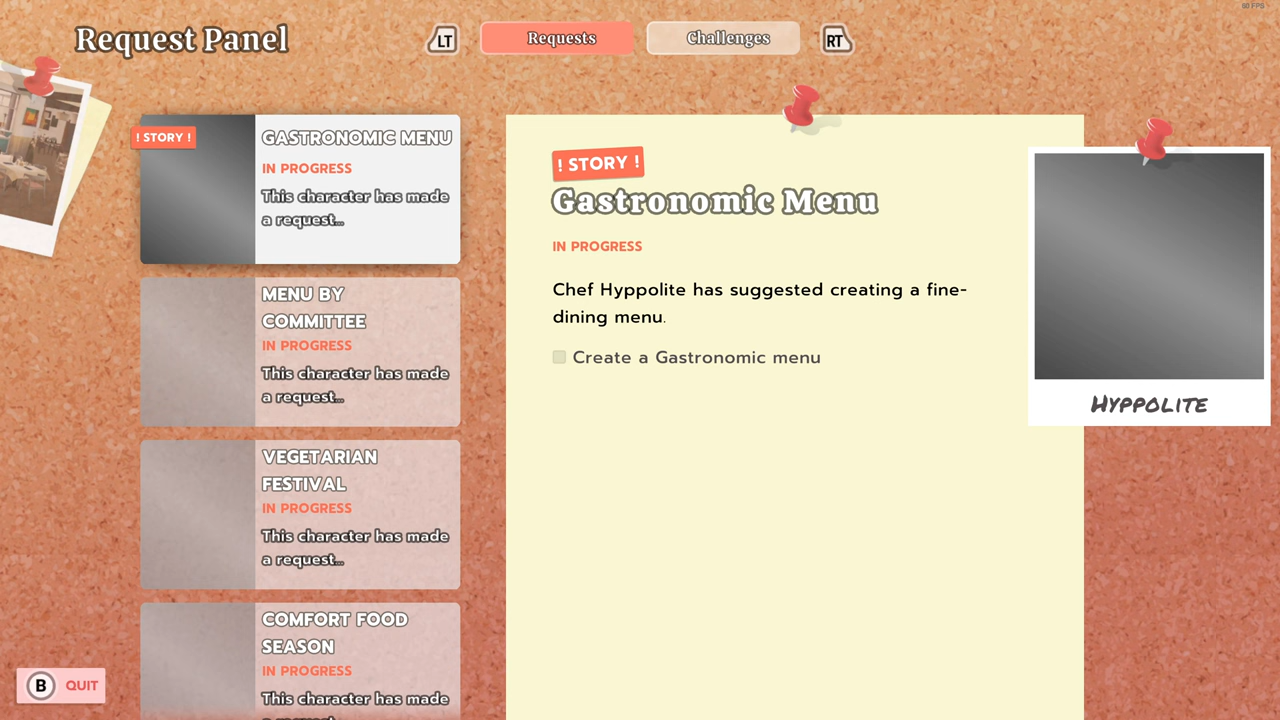 60 FPS
Request Panel
LT
Requests
Challenges
RT
! STORY !
GASTRONOMIC MENU
IN PROGRESS
This character has made
a request...
MENU BY
COMMITTEE
IN PROGRESS
This character has made
a request...
VEGETARIAN
FESTIVAL
IN PROGRESS
This character has made
a request...
COMFORT FOOD
SEASON
IN PROGRESS
This character has made
! STORY !
Gastronomic Menu
IN PROGRESS
Chef Hyppolite has suggested creating a fine-
dining menu.
Create a Gastronomic menu
HYPPOLITE
B QUIT